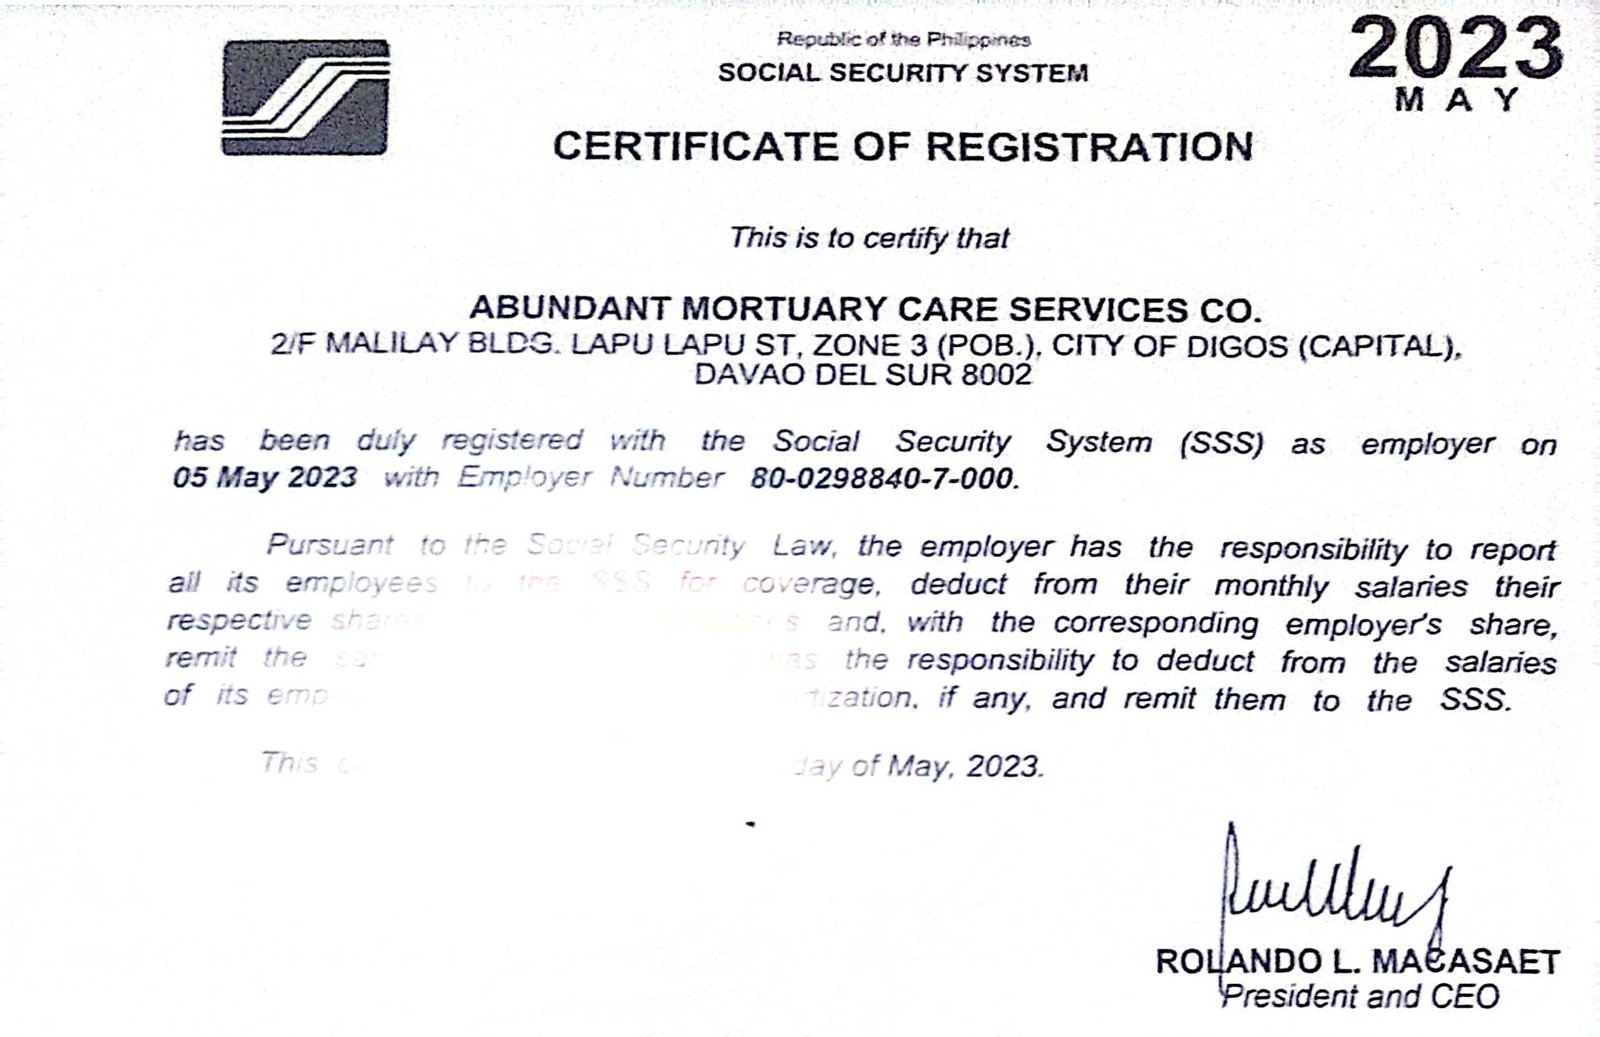 2023
MAY
Republic of the Philippines
SOCIAL SECURITY SYSTEM
CERTIFICATE OF REGISTRATION
This is to certify that
ABUNDANT MORTUARY CARE SERVICES CO.
2/F MALILAY BLDG. LAPU LAPU ST, ZONE 3 (POB.), CITY OF DIGOS (CAPITAL),
DAVAO DEL SUR 8002
has been duly registered with the Social Security System (SSS) as employer on
05 May 2023 with Employer Number 80-0298840-7-000.
Pursuant to the Social Security Law, the employer has the responsibility to report
all its employees to the SSS for coverage, deduct from their monthly salaries their
respective shares and, with the corresponding employer's share,
remit the the responsibility to deduct from the salaries
of its if any, and remit them to the SSS.
This day of May, 2023.
ROLANDO L. MACASAET
President and CEO